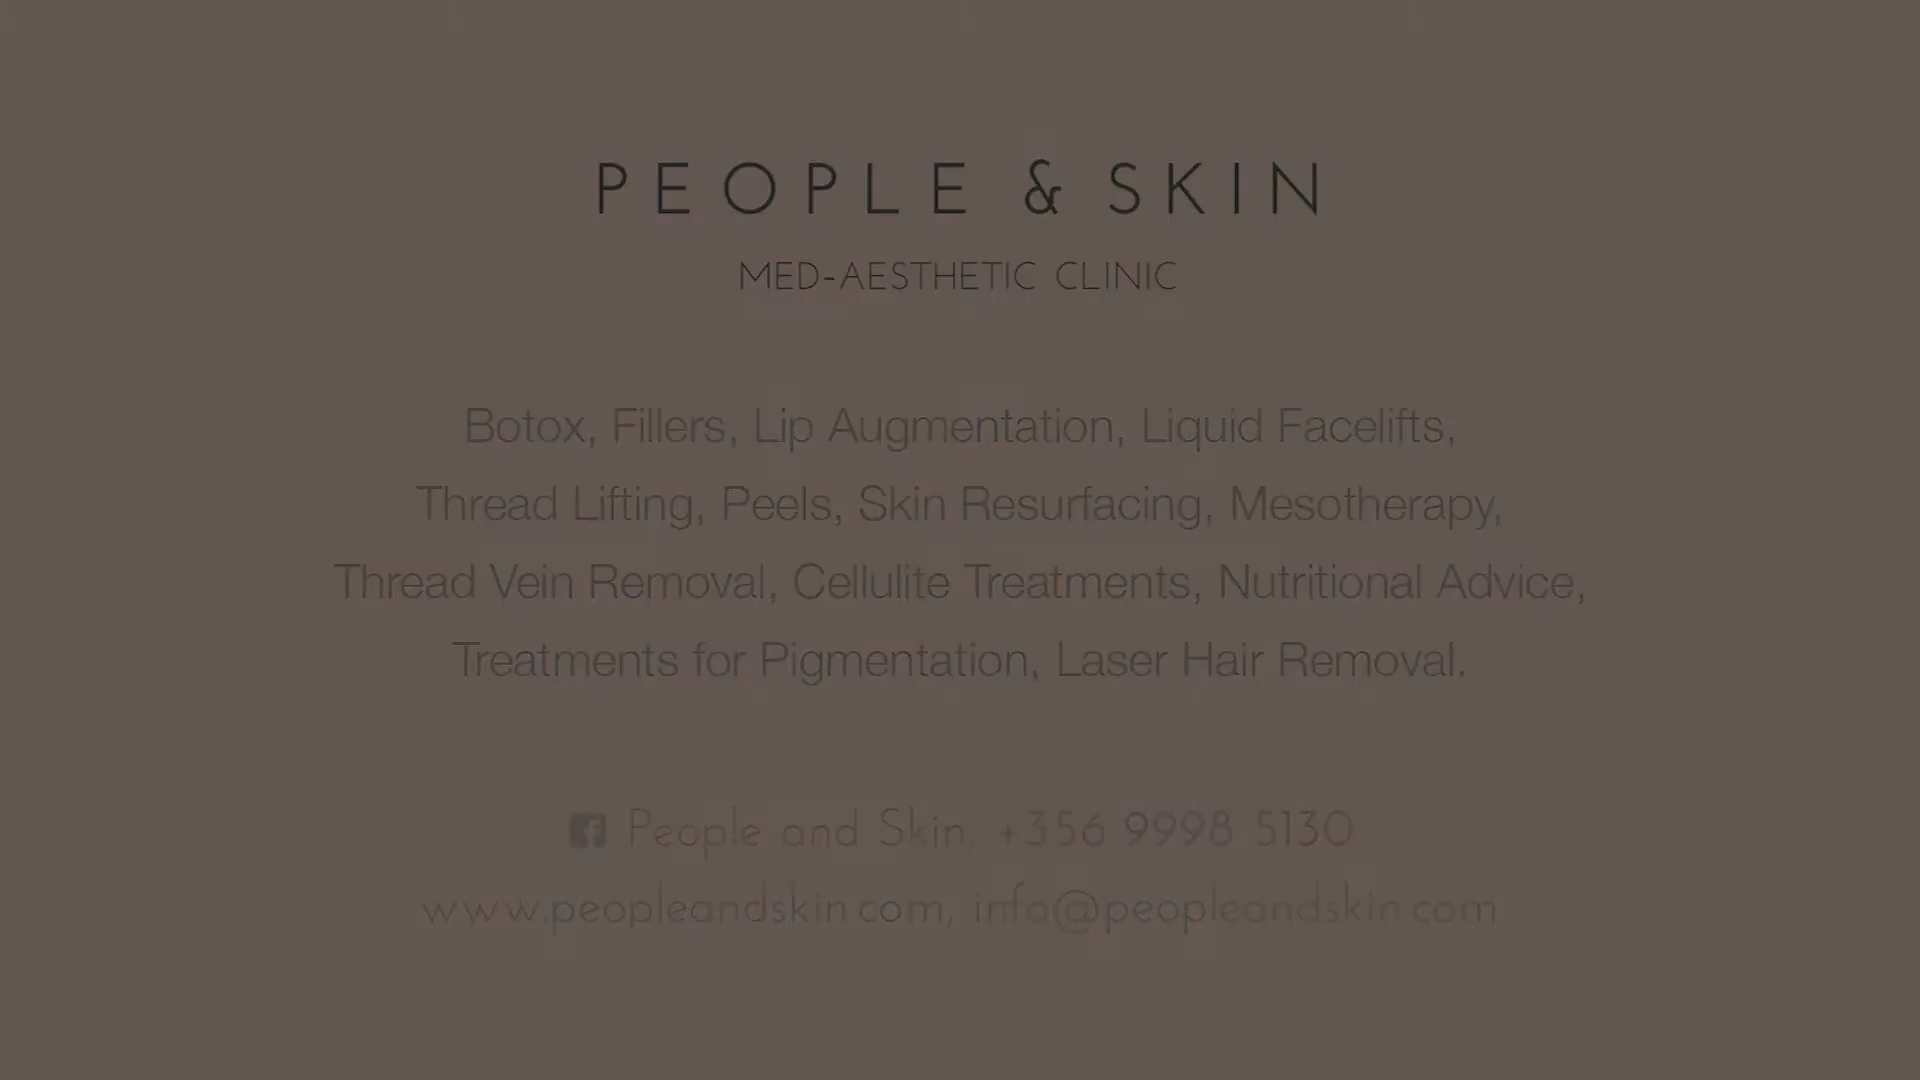 PEOPLE & SKIN
MED-AESTHETIC CLINIC
Botox, Fillers, Lip Augmentation, Liquid Facelifts,
Thread Lifting, Peels, Skin Resurfacing, Mesotherapy,
Thread Vein Removal, Cellulite Treatments, Nutritional Advice,
Treatments for Pigmentation, Laser Hair Removal.
People and Skin, +356 9998 5130
www.peopleandskin.com, info@peopleandskin.com